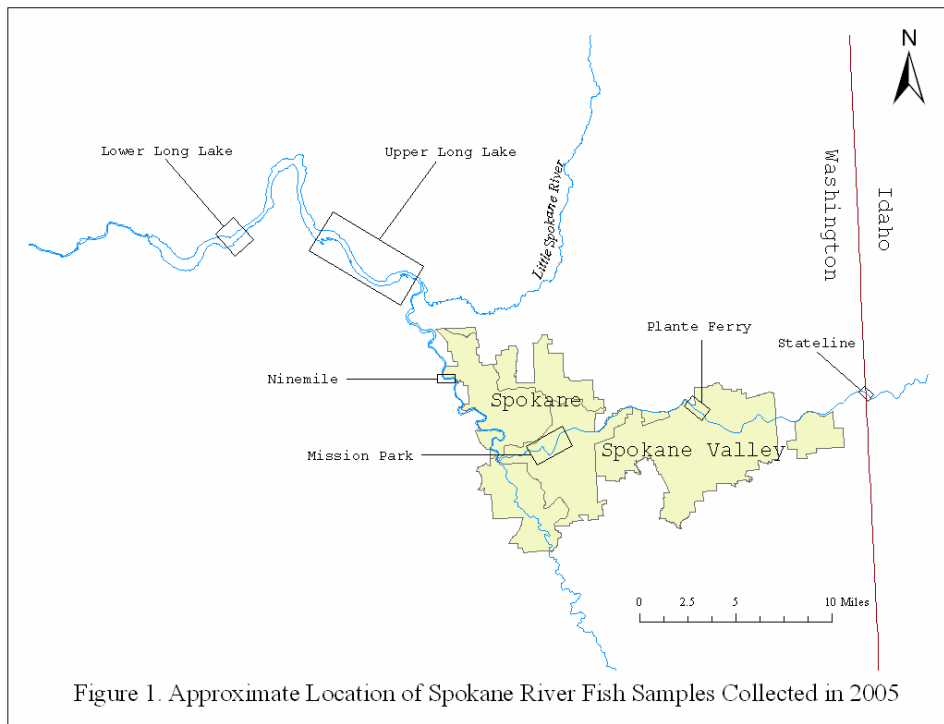 N
Lower Long Lake
Upper Long Lake
Little Spokane River
Washington
Idaho
Plante Ferry
Stateline
Ninemile
Spokane
Mission Park
Spokane Valley
0 2.5 5 10 Miles
Figure 1. Approximate Location of Spokane River Fish Samples Collected in 2005